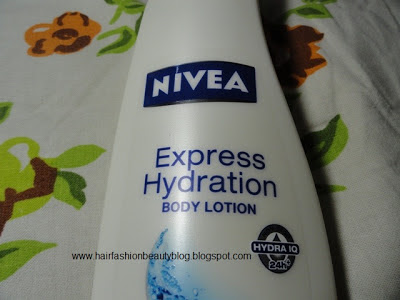 NIVEA
Express
Hydration
BODY LOTION
www.hairfashionbeautyblog.blogspot.com
HYDRA IQ
24h+